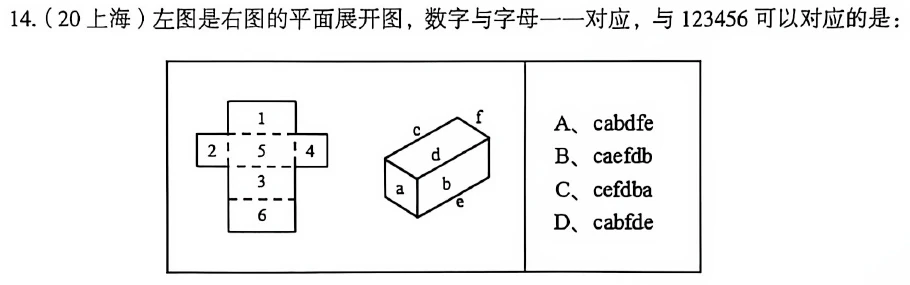 14.（20上海）左图是右图的平面展开图，数字与字母一一对应，与123456可以对应的是：
1
2 5 4
3
6
c f
d
a b
e
A、cabdfe
B、caefdb
C、cefdba
D、cabfde